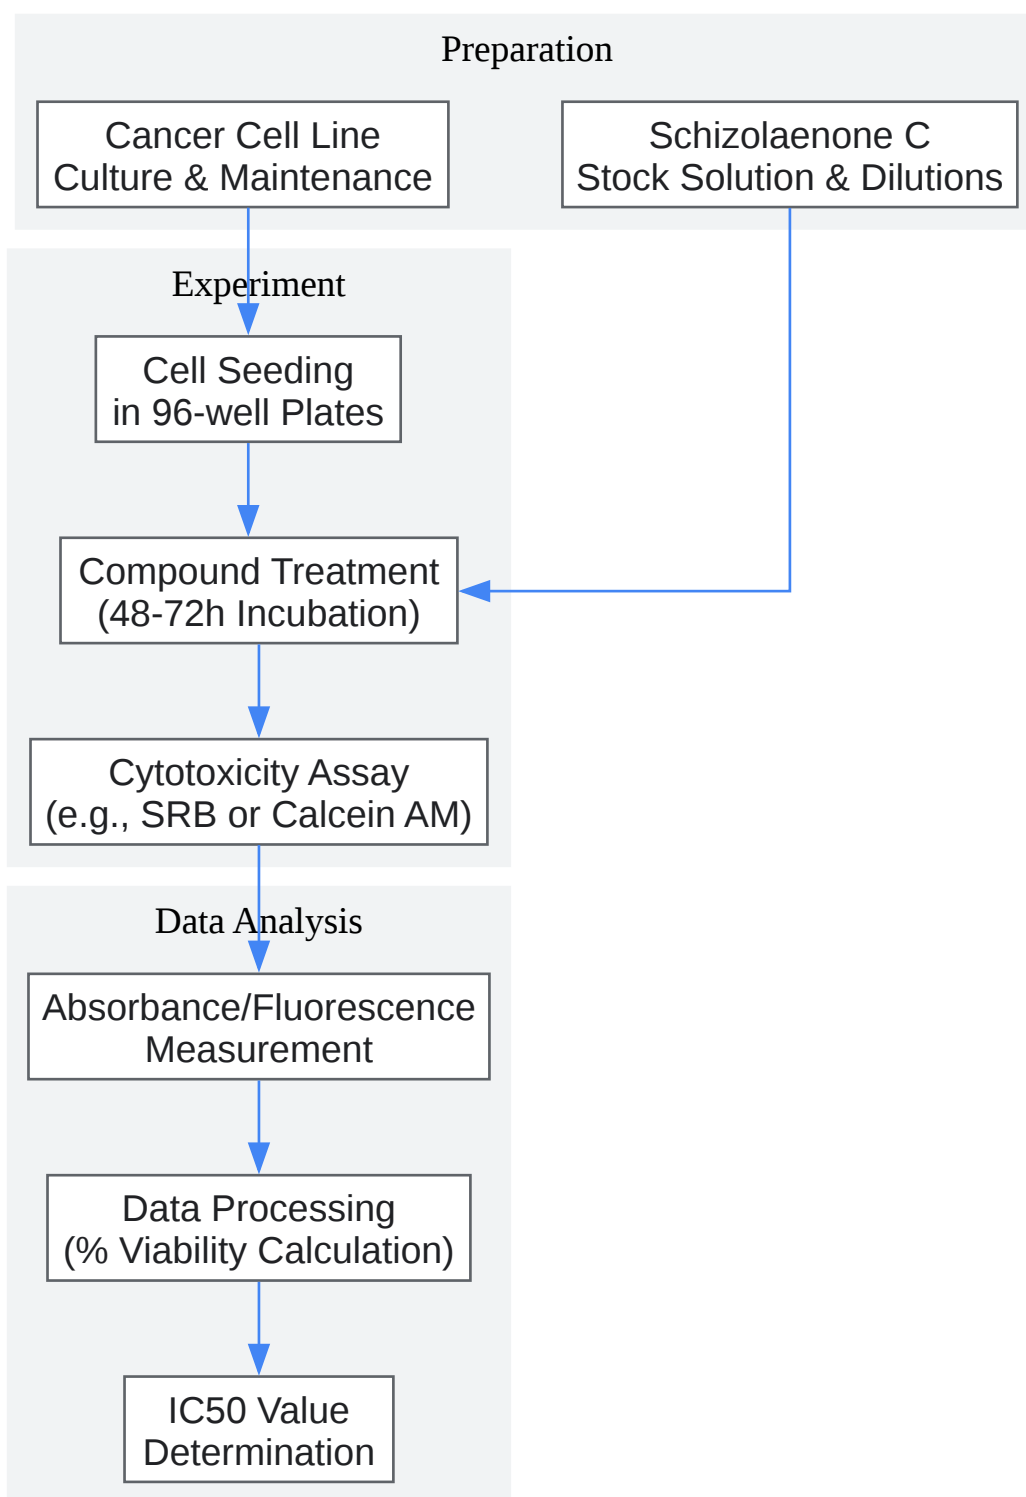 Preparation
Cancer Cell Line
Culture & Maintenance
Schizolaenone C
Stock Solution & Dilutions
Experiment
Cell Seeding
in 96-well Plates
Compound Treatment
(48-72h Incubation)
Cytotoxicity Assay
(e.g., SRB or Calcein AM)
Data Analysis
Absorbance/Fluorescence
Measurement
Data Processing
(% Viability Calculation)
IC50 Value
Determination